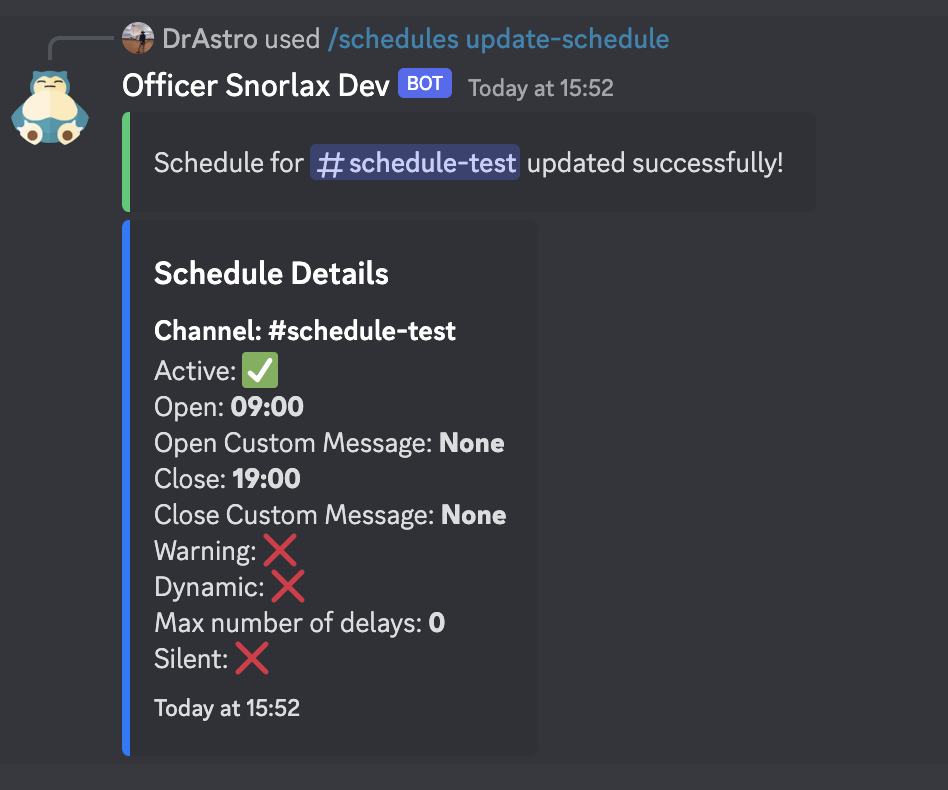 DrAstro used /schedules update-schedule
Officer Snorlax Dev BOT Today at 15:52
Schedule for #schedule-test updated successfully!
Schedule Details
Channel: #schedule-test
Active: ✅
Open: 09:00
Open Custom Message: None
Close: 19:00
Close Custom Message: None
Warning: ❌
Dynamic: ❌
Max number of delays: 0
Silent: ❌
Today at 15:52